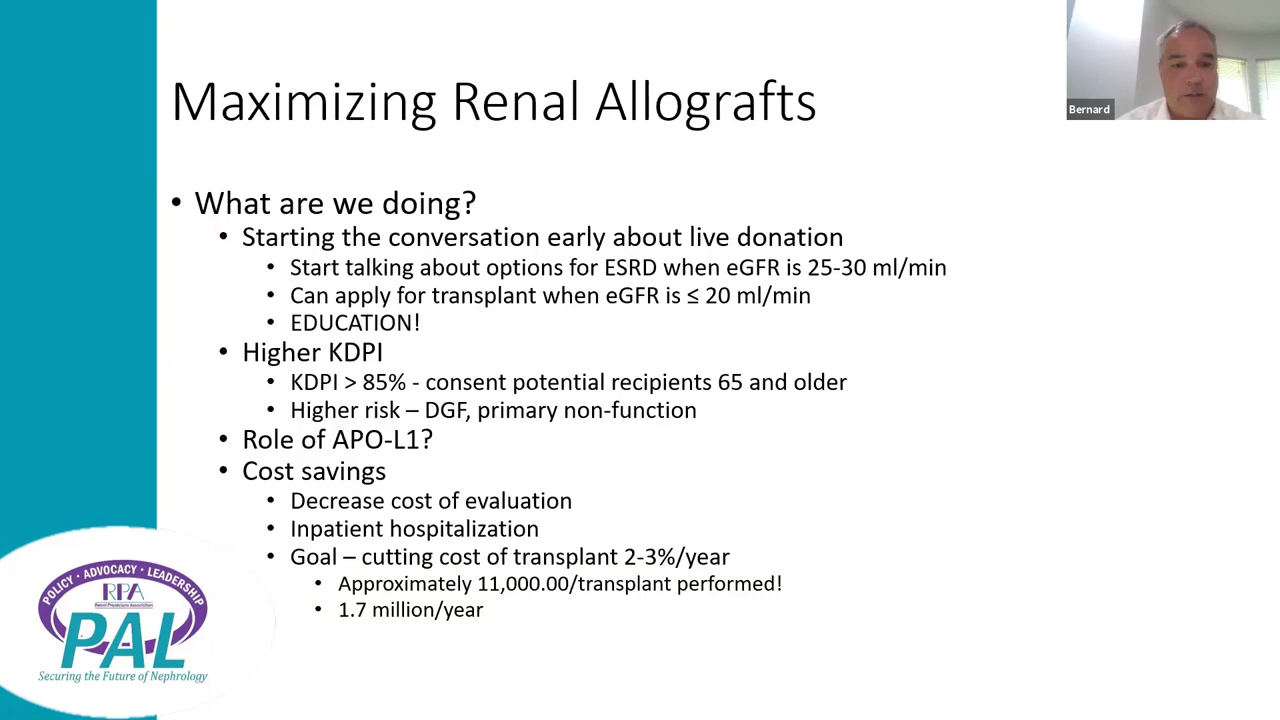 Maximizing Renal Allografts
Bernard
• What are we doing?
• Starting the conversation early about live donation
• Start talking about options for ESRD when eGFR is 25-30 ml/min
• Can apply for transplant when eGFR is ≤ 20 ml/min
• EDUCATION!
• Higher KDPI
• KDPI > 85% - consent potential recipients 65 and older
• Higher risk – DGF, primary non-function
• Role of APO-L1?
• Cost savings
• Decrease cost of evaluation
• Inpatient hospitalization
• Goal – cutting cost of transplant 2-3%/year
• Approximately 11,000.00/transplant performed!
• 1.7 million/year
POLICY • ADVOCACY • LEADERSHIP
RPA
Renal Physicians Association
PAL
Securing the Future of Nephrology